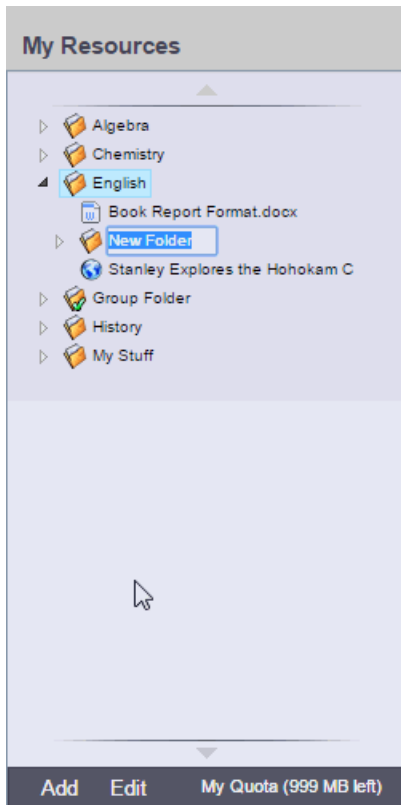 My Resources
Algebra
Chemistry
English
Book Report Format.docx
New Folder
Stanley Explores the Hohokam C
Group Folder
History
My Stuff
Add Edit My Quota (999 MB left)